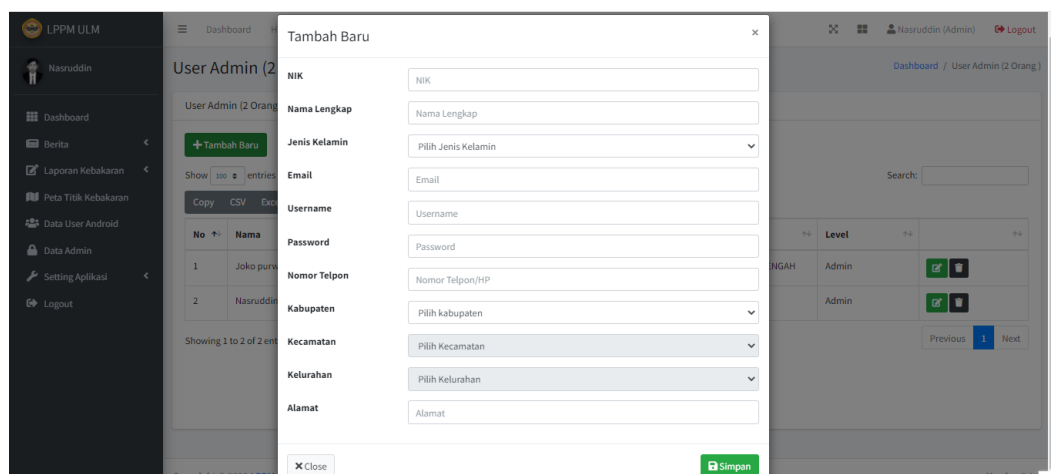 LPPM ULM
Nasruddin
Dashboard
Berita
Laporan Kebakaran
Peta Titik Kebakaran
Data User Android
Data Admin
Setting Aplikasi
Logout
Dashboard H
Nasruddin (Admin) Logout
User Admin (2
Dashboard / User Admin (2 Orang )
User Admin (2 Orang
Tambah Baru
Show 100 entries
Search:
Copy CSV Exce
No Nama Level
1 Joko purw ENGAH Admin
2 Nasruddin Admin
Showing 1 to 2 of 2 ent
Previous 1 Next
Tambah Baru ×
NIK NIK
Nama Lengkap Nama Lengkap
Jenis Kelamin Pilih Jenis Kelamin
Email Email
Username Username
Password Password
Nomor Telpon Nomor Telpon/HP
Kabupaten Pilih kabupaten
Kecamatan Pilih Kecamatan
Kelurahan Pilih Kelurahan
Alamat Alamat
Close Simpan